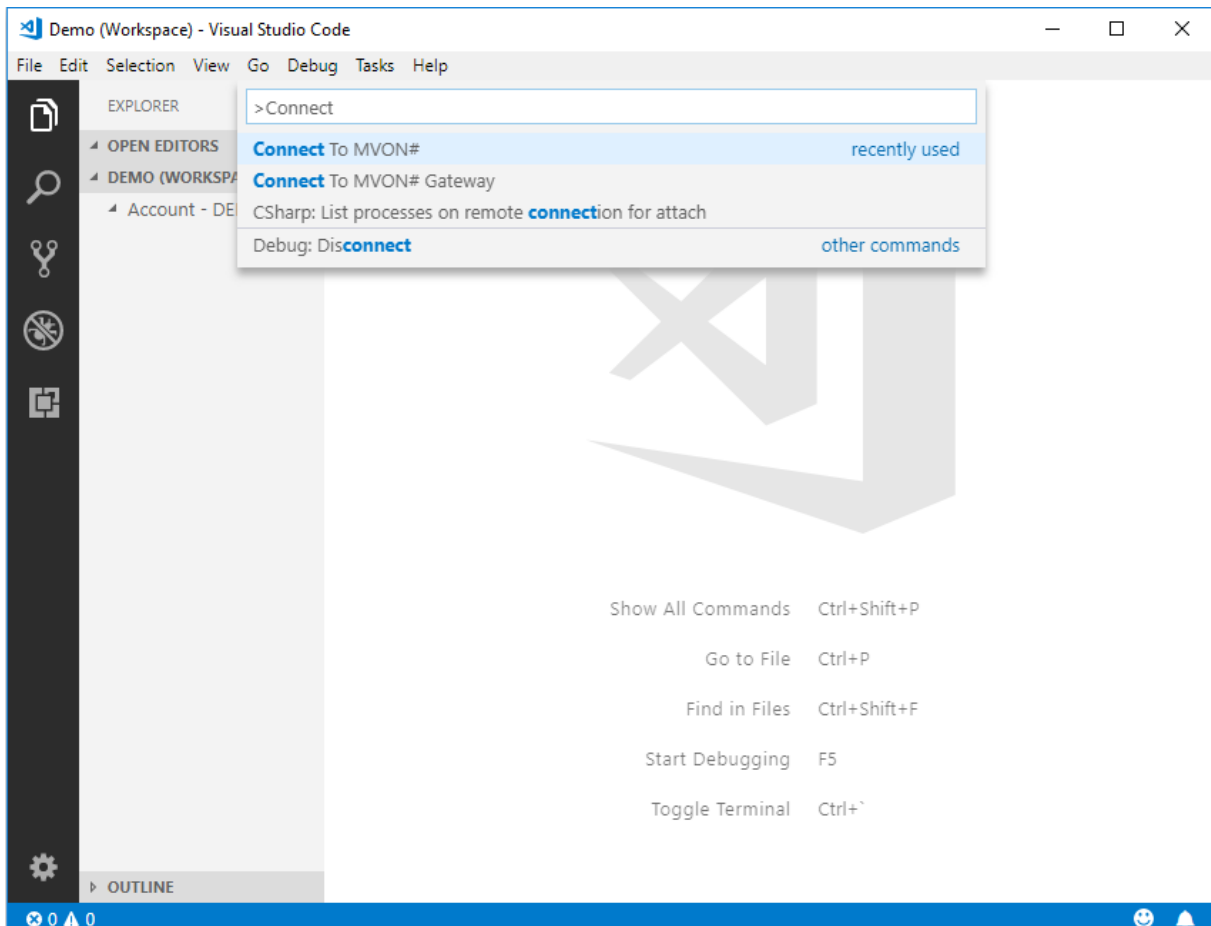 Demo (Workspace) - Visual Studio Code
File Edit Selection View Go Debug Tasks Help
EXPLORER
>Connect
OPEN EDITORS
Connect To MVON# recently used
DEMO (WORKSPA
Connect To MVON# Gateway
Account - DE
CSharp: List processes on remote connection for attach
Debug: Disconnect other commands
Show All Commands Ctrl+Shift+P
Go to File Ctrl+P
Find in Files Ctrl+Shift+F
Start Debugging F5
Toggle Terminal Ctrl+`
OUTLINE
0 0